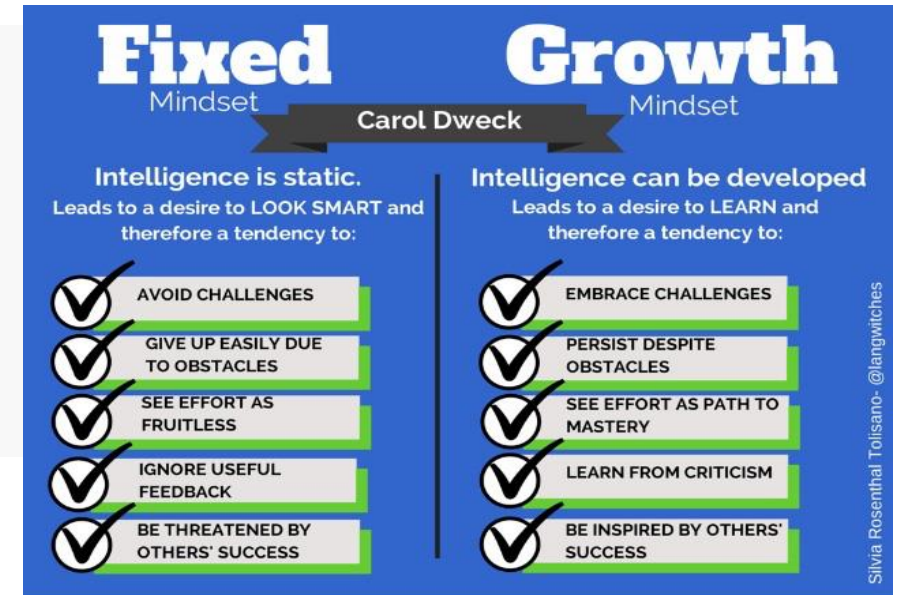 Fixed
Mindset
Growth
Mindset
Carol Dweck
Intelligence is static.
Leads to a desire to LOOK SMART and
therefore a tendency to:
AVOID CHALLENGES
GIVE UP EASILY DUE
TO OBSTACLES
SEE EFFORT AS
FRUITLESS
IGNORE USEFUL
FEEDBACK
BE THREATENED BY
OTHERS' SUCCESS
Intelligence can be developed
Leads to a desire to LEARN and
therefore a tendency to:
EMBRACE CHALLENGES
PERSIST DESPITE
OBSTACLES
SEE EFFORT AS PATH TO
MASTERY
LEARN FROM CRITICISM
BE INSPIRED BY OTHERS'
SUCCESS
Silvia Rosenthal Tolisano- @langwitches